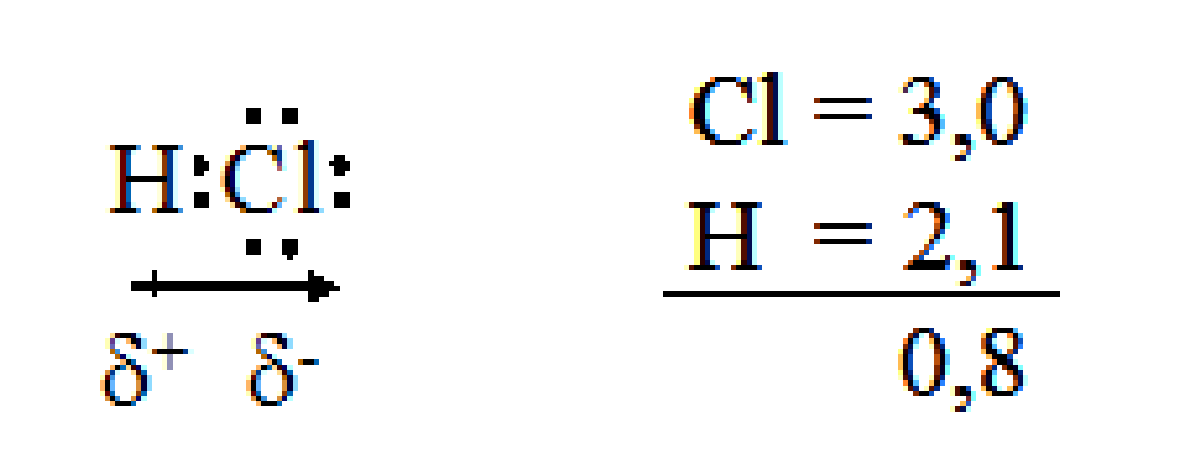 H:Cl:
δ+ δ-
Cl = 3,0
H = 2,1
0,8